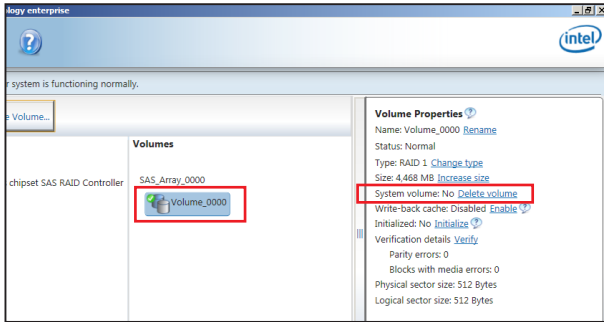 ology enterprise
intel
r system is functioning normally.
e Volume...
Volumes
chipset SAS RAID Controller
SAS_Array_0000
Volume_0000
Volume Properties
Name: Volume_0000 Rename
Status: Normal
Type: RAID 1 Change type
Size: 4,468 MB Increase size
System volume: No Delete volume
Write-back cache: Disabled Enable
Initialized: No Initialize
Verification details Verify
Parity errors: 0
Blocks with media errors: 0
Physical sector size: 512 Bytes
Logical sector size: 512 Bytes